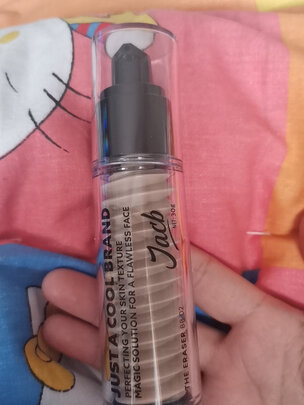 JUST A COOL BRAND
PERFECTING YOUR SKIN TEXTURE
MAGIC SOLUTION FOR A FLAWLESS FACE
Jacb
THE ERASER